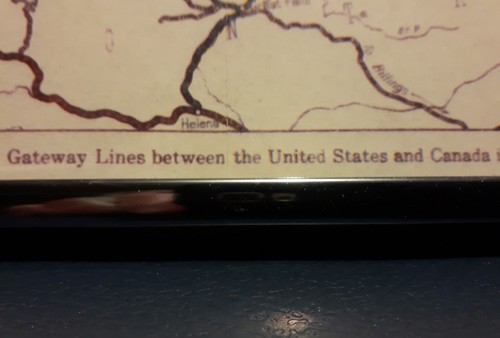 N
Helena
Billings
Gateway Lines between the United States and Canada i